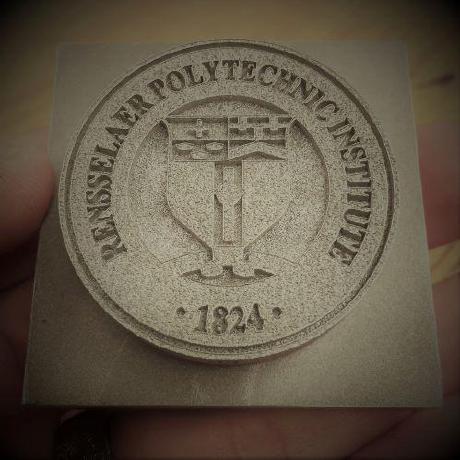 RENSSELAER POLYTECHNIC INSTITUTE
· 1824 ·